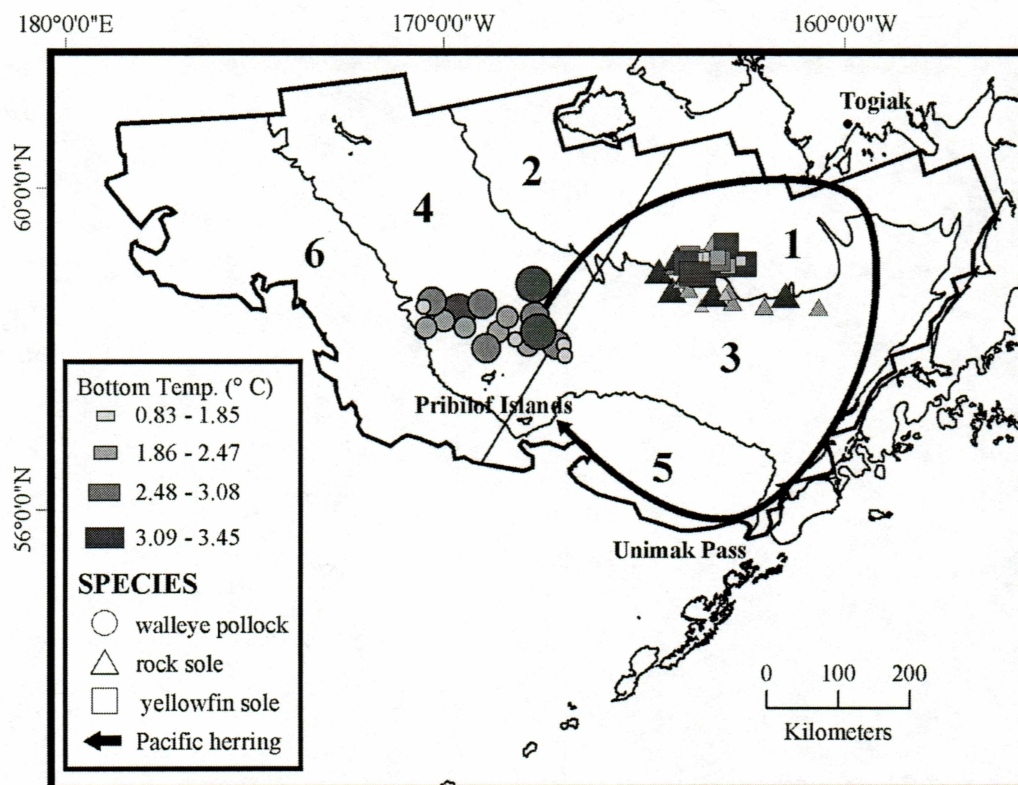 180°0'0"W 170°0'0"W 160°0'0"W
60°0'0"N
56°0'0"N
Togiak
2
4
6
1
3
5
Pribilof Islands
Unimak Pass
Bottom Temp. (° C)
0.83 - 1.85
1.86 - 2.47
2.48 - 3.08
3.09 - 3.45
SPECIES
walleye pollock
rock sole
yellowfin sole
Pacific herring
0 100 200
Kilometers